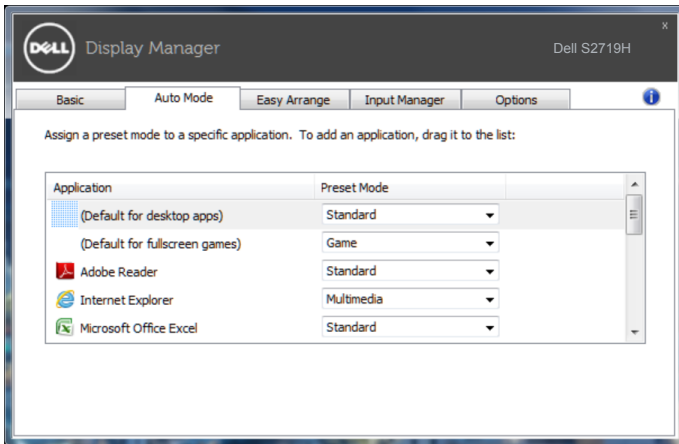 DELL Display Manager Dell S2719H x
Basic Auto Mode Easy Arrange Input Manager Options i
Assign a preset mode to a specific application. To add an application, drag it to the list:
Application Preset Mode
(Default for desktop apps) Standard
(Default for fullscreen games) Game
Adobe Reader Standard
Internet Explorer Multimedia
Microsoft Office Excel Standard